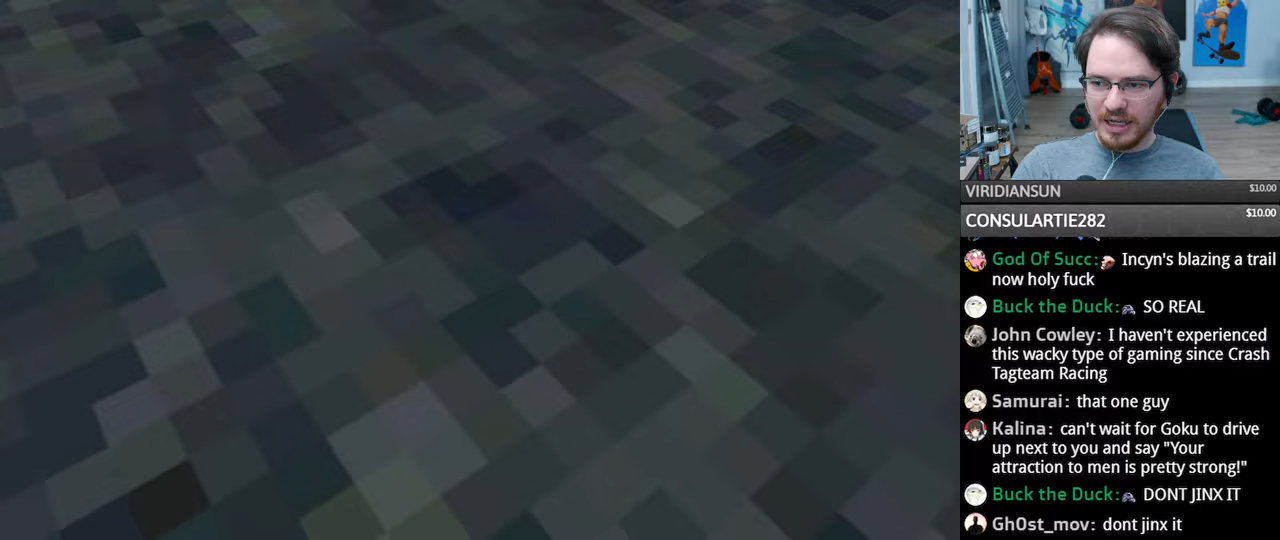 VIRIDIANSUN $10.00
CONSULARTIE282 $10.00
God Of Succ: Incyn's blazing a trail
now holy fuck
Buck the Duck: SO REAL
John Cowley: I haven't experienced
this wacky type of gaming since Crash
Tagteam Racing
Samurai: that one guy
Kalina: can't wait for Goku to drive
up next to you and say "Your
attraction to men is pretty strong!"
Buck the Duck: DONT JINX IT
Gh0st_mov: dont jinx it